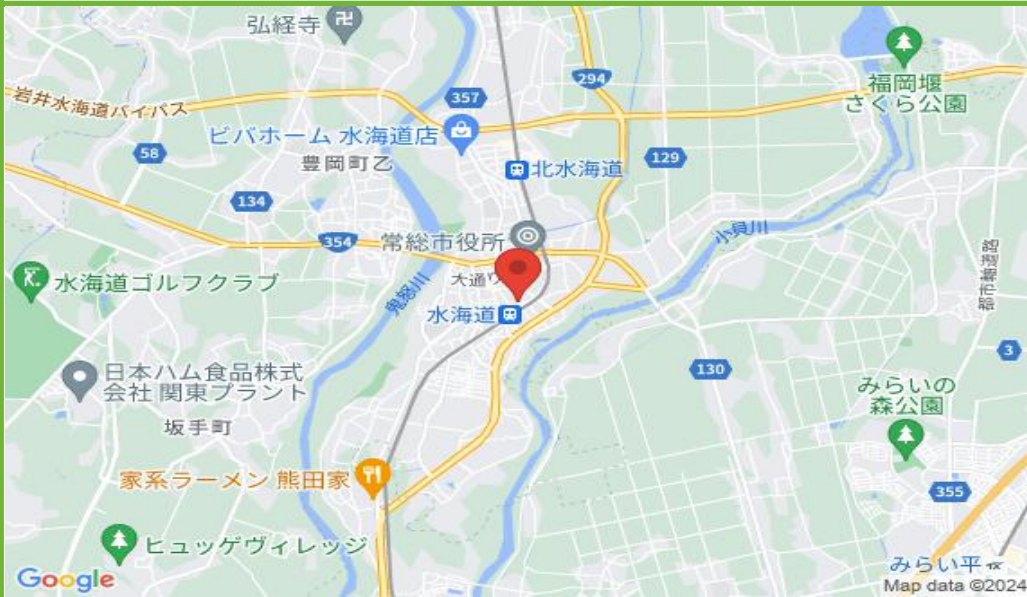 弘経寺
卍
294
福岡堰
さくら公園
岩井水海道バイパス
357
ビバホーム 水海道店
58
豊岡町乙
北水海道
129
134
小貝川
354
常総市役所
水海道ゴルフクラブ
大通り
鬼怒川
都市軸道路
水海道
3
日本ハム食品株式
会社 関東プラント
130
みらいの
森公園
坂手町
家系ラーメン 熊田家
355
ヒュッゲヴィレッジ
みらい平
Google
Map data ©2024